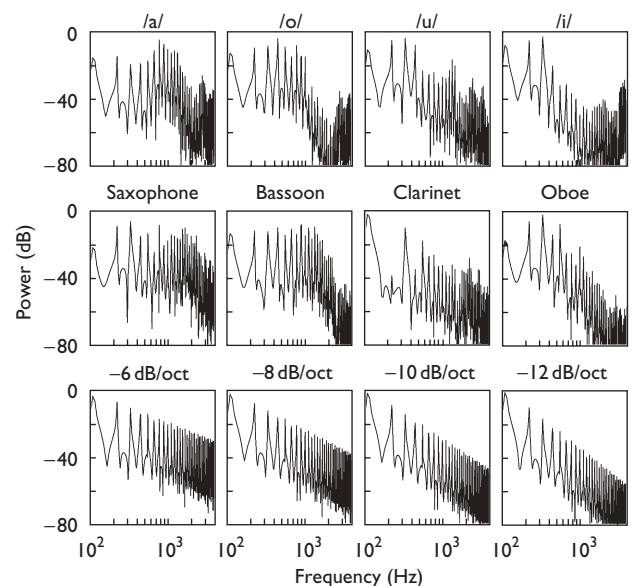 /a/ /o/ /u/ /i/
0
−40
−80
Saxophone Bassoon Clarinet Oboe
0
−40
−80
Power (dB)
−6 dB/oct −8 dB/oct −10 dB/oct −12 dB/oct
0
−40
−80
10² 10³ 10² 10³ 10² 10³ 10² 10³
Frequency (Hz)